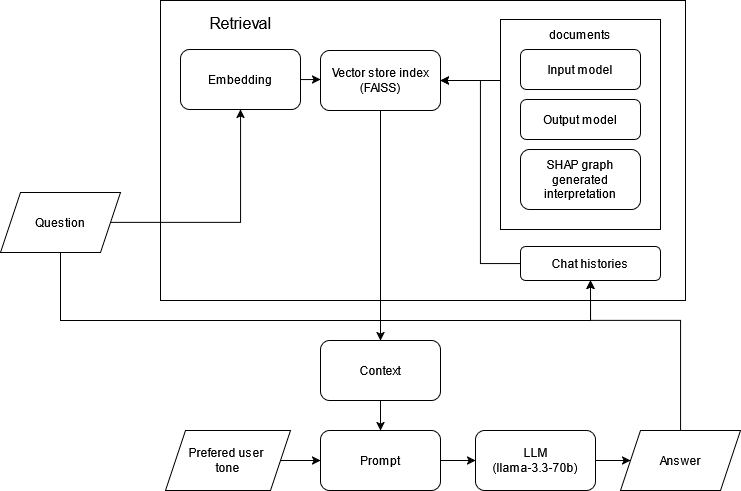 Retrieval
documents
Embedding
Vector store index
(FAISS)
Input model
Output model
SHAP graph
generated
interpretation
Question
Chat histories
Context
Prefered user
tone
Prompt
LLM
(llama-3.3-70b)
Answer